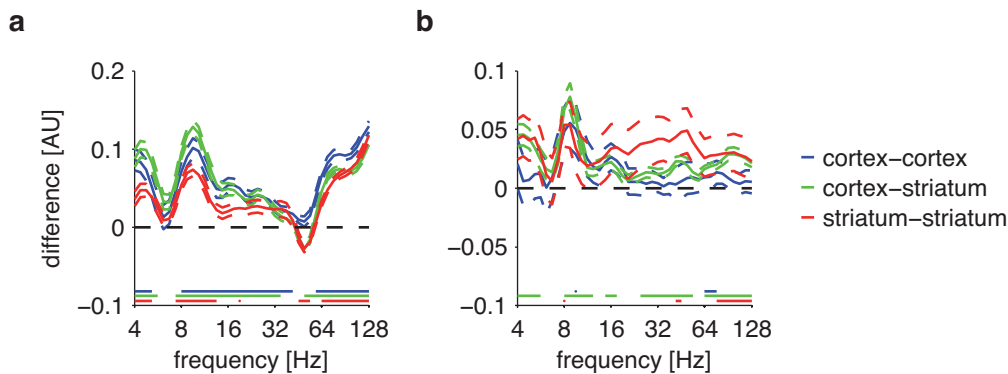 a
b
0.2
0.1
0
−0.1
difference [AU]
4 8 16 32 64 128
frequency [Hz]
0.1
0.05
0
−0.05
−0.1
4 8 16 32 64 128
frequency [Hz]
cortex−cortex
cortex−striatum
striatum−striatum